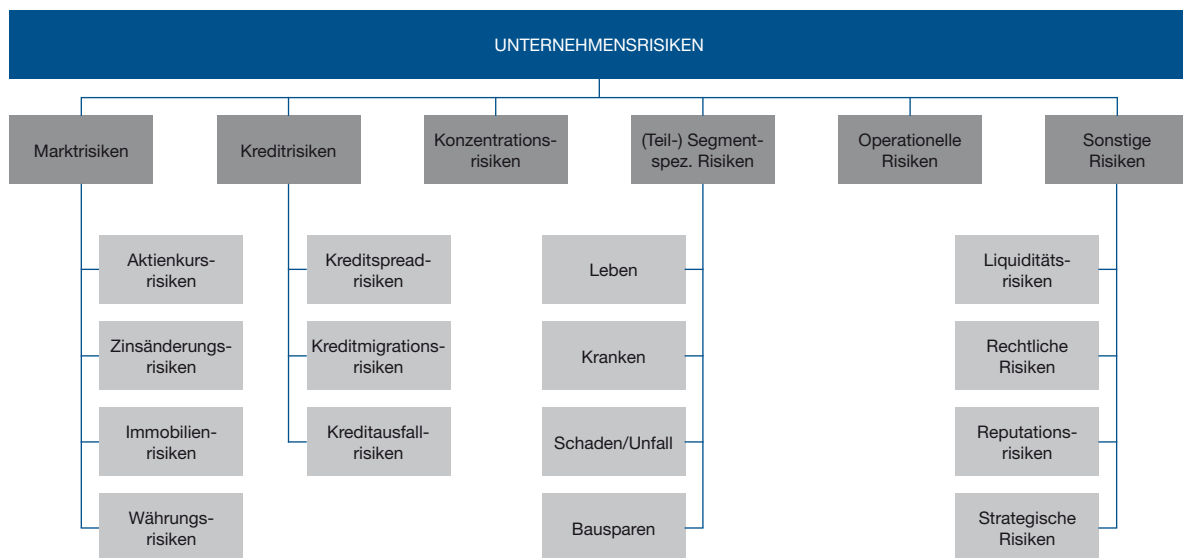 UNTERNEHMENSRISIKEN
Marktrisiken
Kreditrisiken
Konzentrations-
risiken
(Teil-) Segment-
spez. Risiken
Operationelle
Risiken
Sonstige
Risiken
Aktienkurs-
risiken
Kreditspread-
risiken
Leben
Liquiditäts-
risiken
Zinsänderungs-
risiken
Kreditmigrations-
risiken
Kranken
Rechtliche
Risiken
Immobilien-
risiken
Kreditausfall-
risiken
Schaden/Unfall
Reputations-
risiken
Währungs-
risiken
Bausparen
Strategische
Risiken